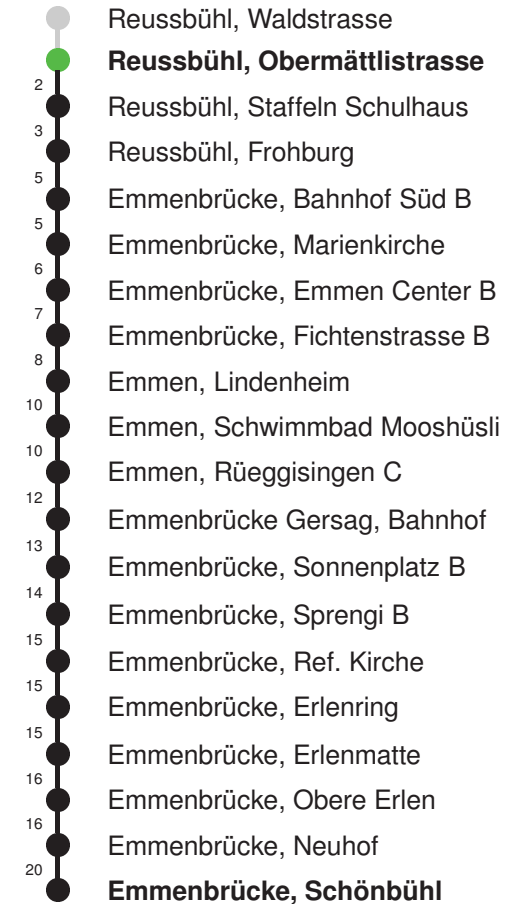 Reussbühl, Waldstrasse
Reussbühl, Obermättlistrasse
2 Reussbühl, Staffeln Schulhaus
3 Reussbühl, Frohburg
5 Emmenbrücke, Bahnhof Süd B
5 Emmenbrücke, Marienkirche
6 Emmenbrücke, Emmen Center B
7 Emmenbrücke, Fichtenstrasse B
8 Emmen, Lindenheim
10 Emmen, Schwimmbad Mooshüsli
10 Emmen, Rüeggisingen C
12 Emmenbrücke Gersag, Bahnhof
13 Emmenbrücke, Sonnenplatz B
14 Emmenbrücke, Sprengi B
15 Emmenbrücke, Ref. Kirche
15 Emmenbrücke, Erlenring
15 Emmenbrücke, Erlenmatte
16 Emmenbrücke, Obere Erlen
16 Emmenbrücke, Neuhof
20 Emmenbrücke, Schönbühl